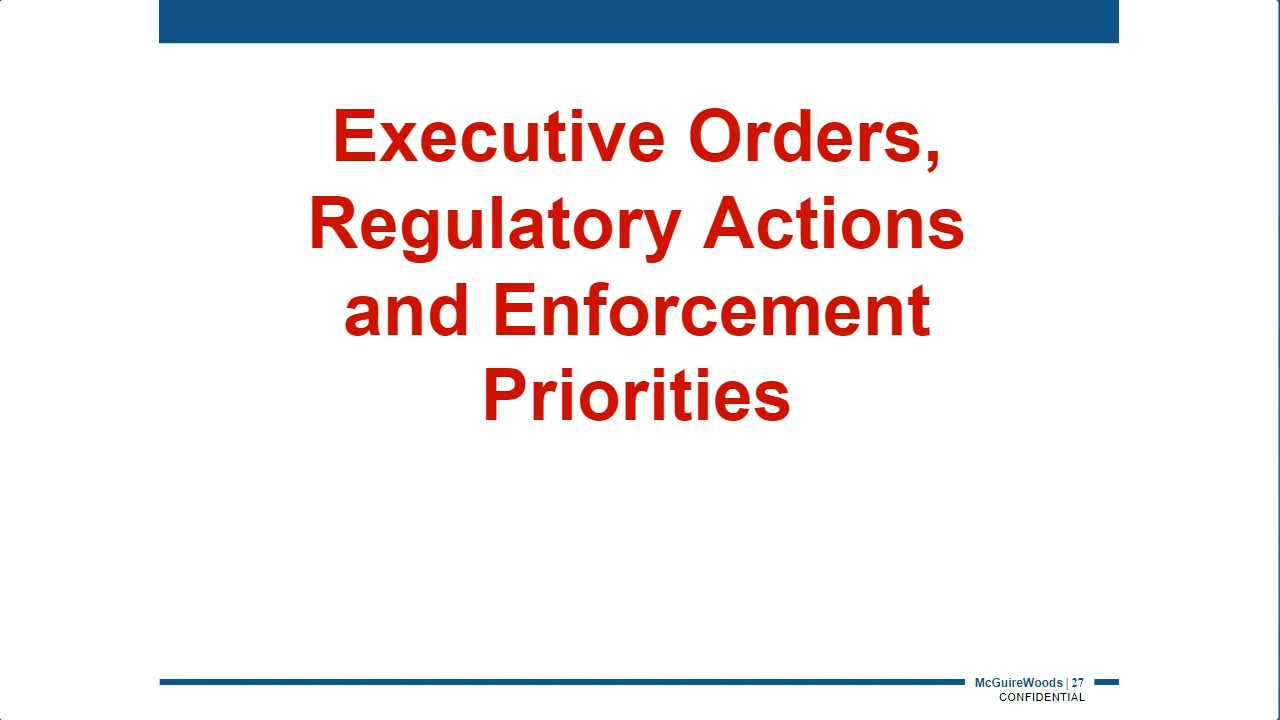 Executive Orders,
Regulatory Actions
and Enforcement
Priorities
McGuireWoods | 27
CONFIDENTIAL